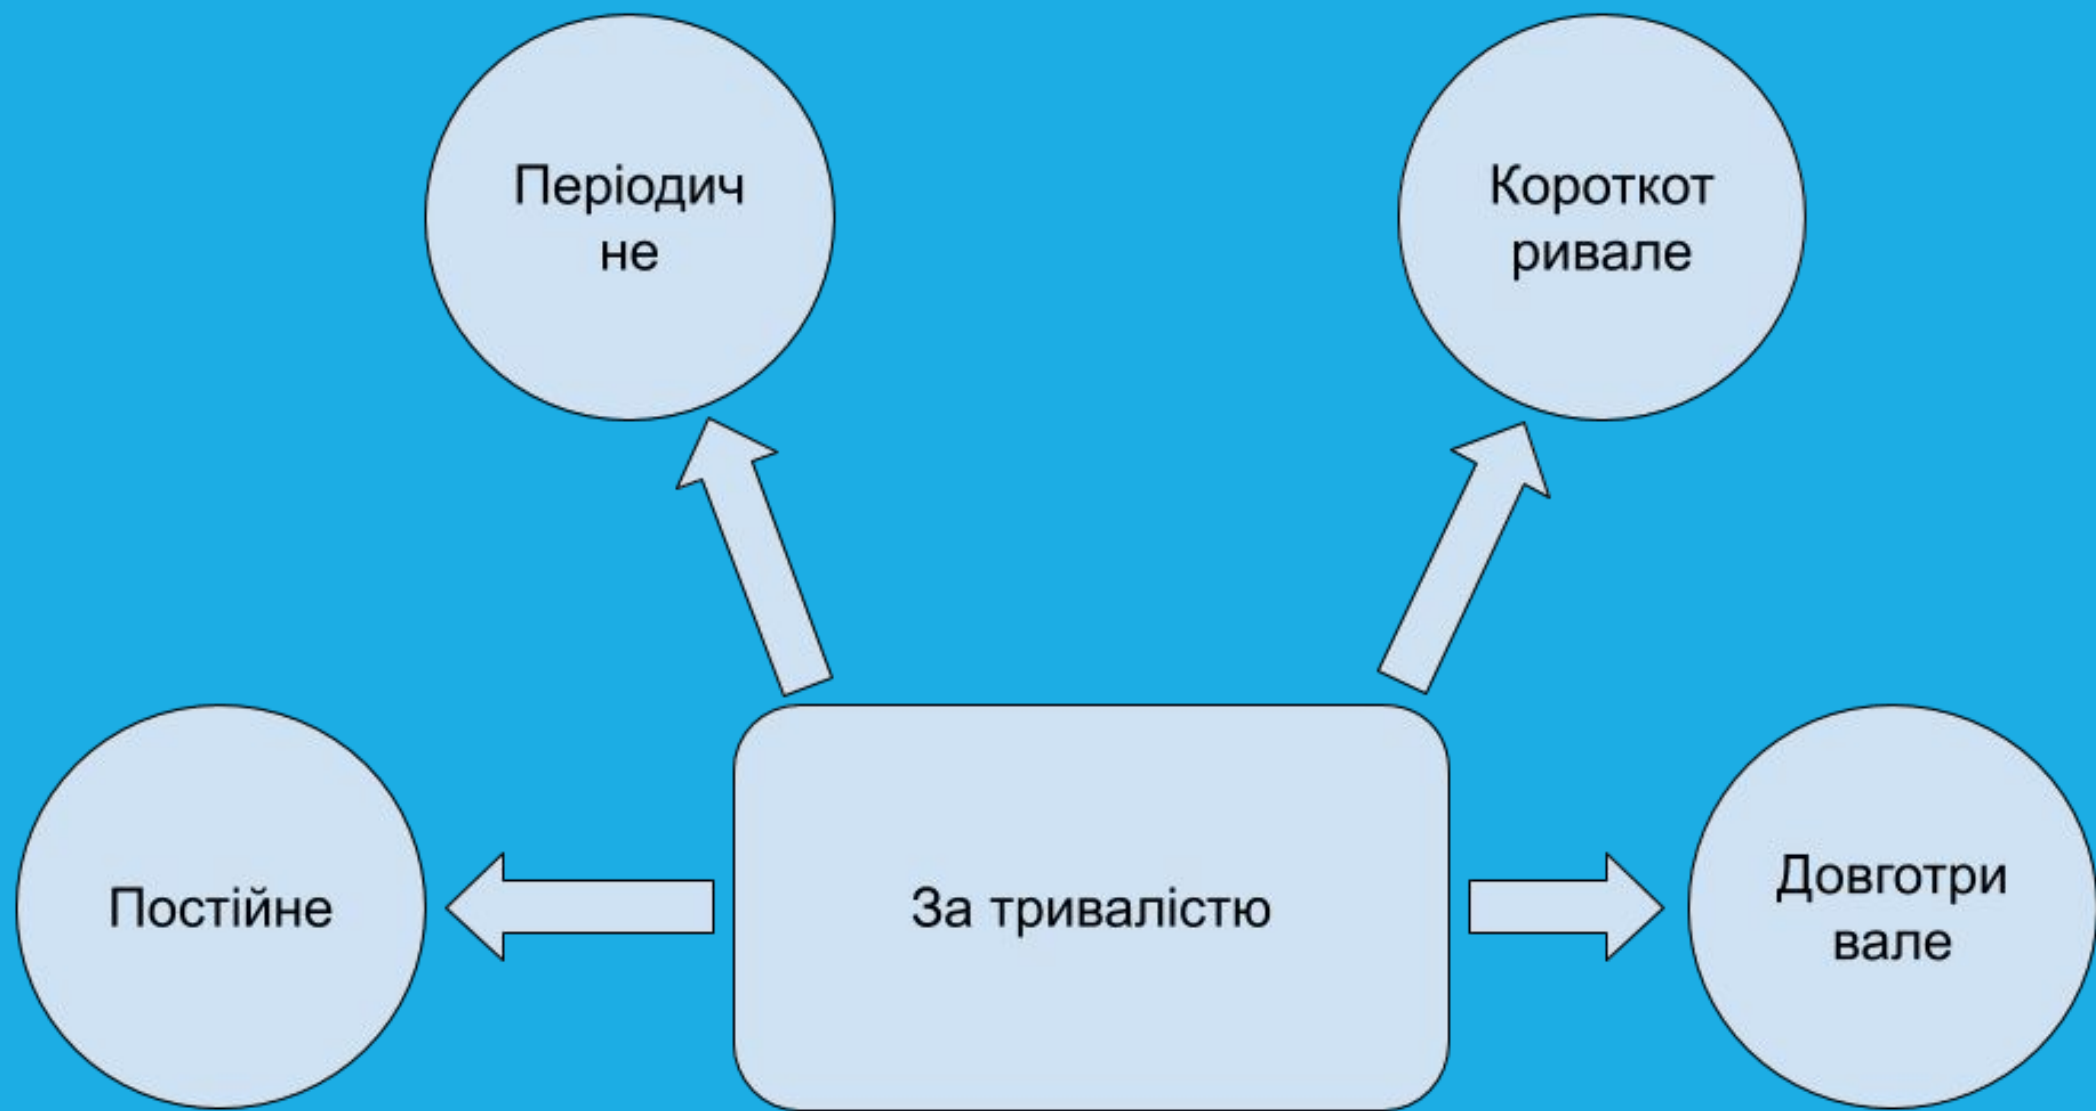 Періодич
не
Короткот
ривале
Постійне
За тривалістю
Довготри
вале